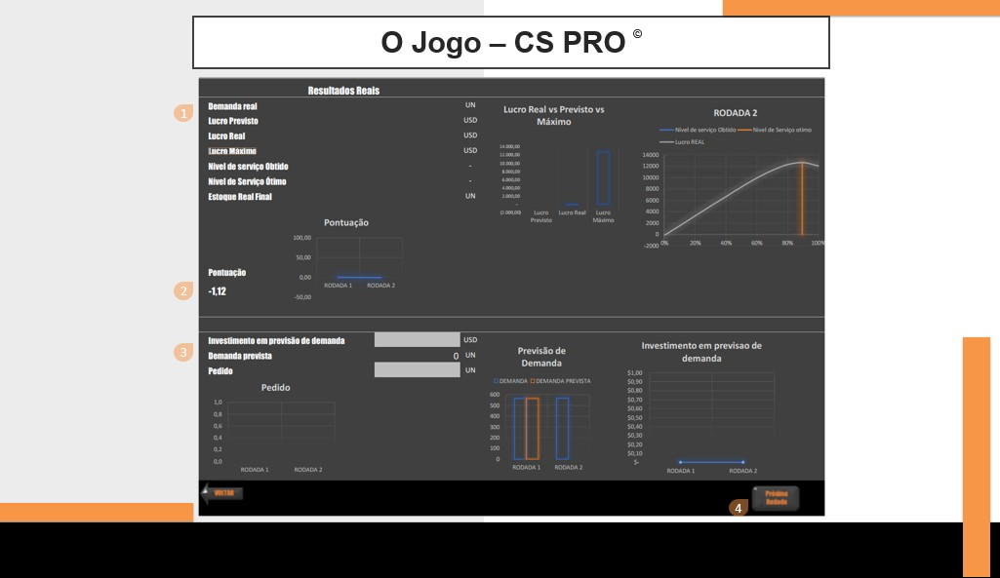 O Jogo – CS PRO ©
Resultados Reais
1
Demanda real UN
Lucro Previsto USD
Lucro Real USD
Lucro Máximo USD
Nível de serviço Obtido -
Nível de Serviço Ótimo -
Estoque Real Final UN
Lucro Real vs Previsto vs
Máximo
14.000,00
12.000,00
10.000,00
8.000,00
6.000,00
4.000,00
2.000,00
-
(2.000,00)
Lucro
Previsto
Lucro Real
Lucro
Máximo
RODADA 2
Nivel de serviço Obtido
Nivel de Serviço otimo
Lucro REAL
14000
12000
10000
8000
6000
4000
2000
0
-2000
0% 20% 40% 60% 80% 100%
Pontuação
100,00
50,00
0,00
-50,00
RODADA 1 RODADA 2
Pontuação
2
-1,12
3
Investimento em previsão de demanda USD
Demanda prevista 0 UN
Pedido UN
Pedido
1,0
0,8
0,6
0,4
0,2
0,0
RODADA 1 RODADA 2
Previsão de
Demanda
DEMANDA DEMANDA PREVISTA
600
500
400
300
200
100
0
RODADA 1 RODADA 2
Investimento em previsao de
demanda
$1,00
$0,90
$0,80
$0,70
$0,60
$0,50
$0,40
$0,30
$0,20
$0,10
$-
RODADA 1 RODADA 2
VOLTAR
4
Próxima
Rodada